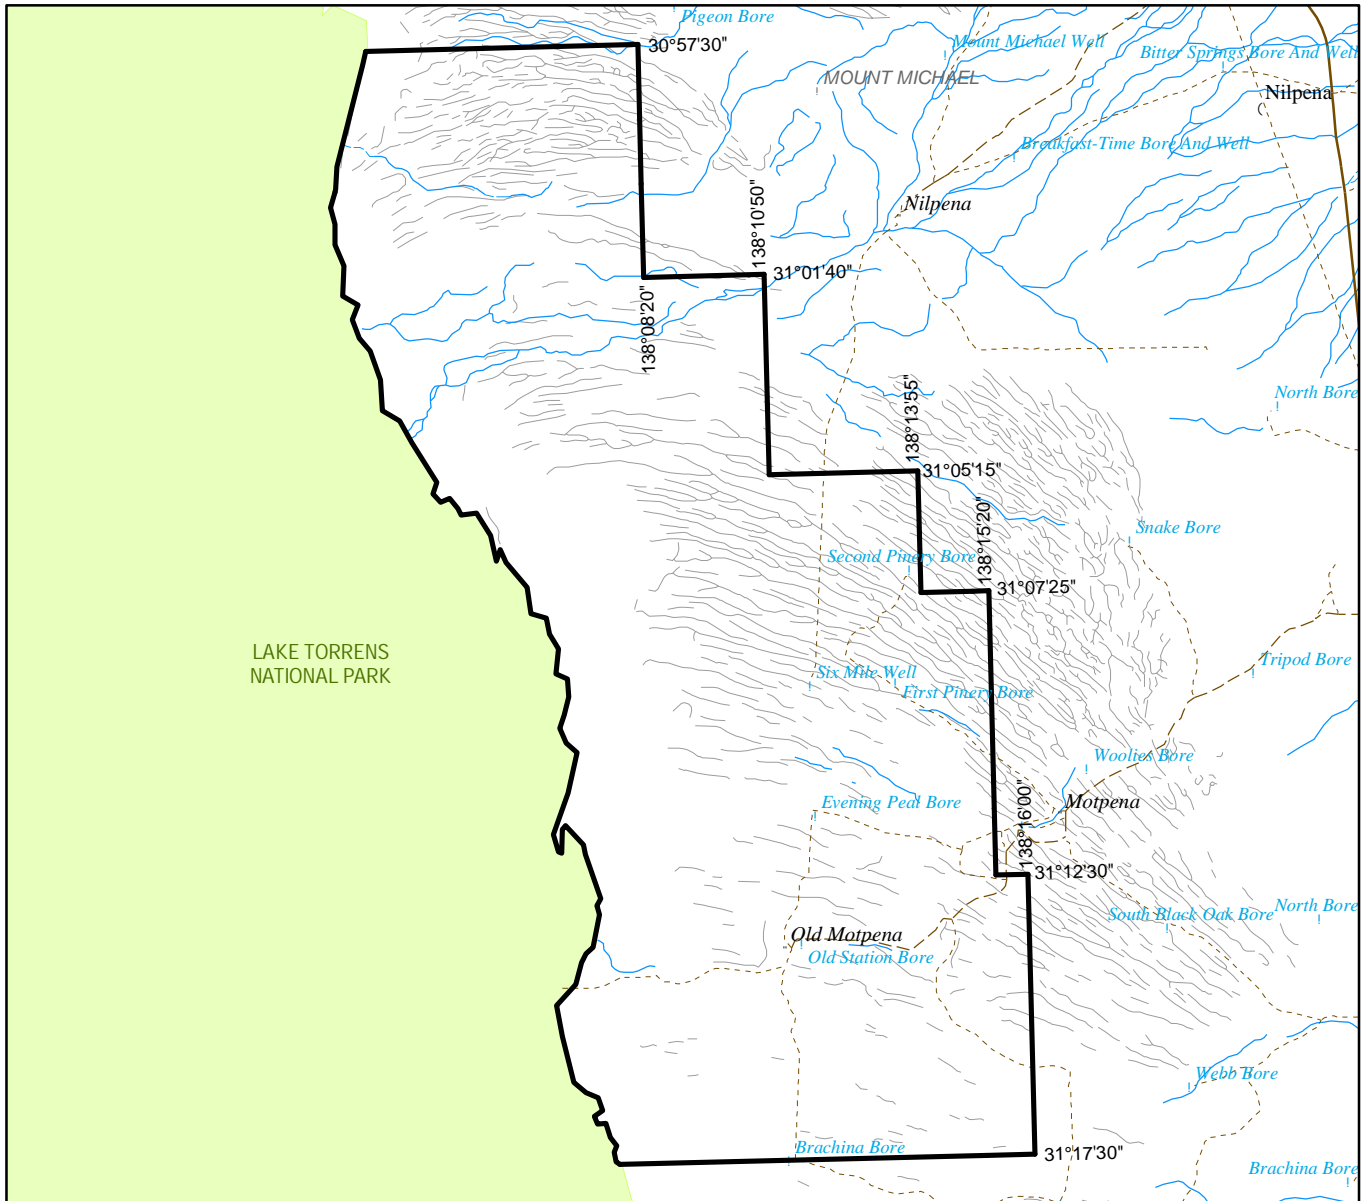 Pigeon Bore
30°57'30"
Mount Michael Well
Bitter Springs Bore And Well
MOUNT MICHAEL
Nilpena
Breakfast-Time Bore And Well
138°10'50"
Nilpena
31°01'40"
138°08'20"
138°13'55"
North Bore
31°05'15"
138°15'20"
Snake Bore
Second Pinery Bore
31°07'25"
LAKE TORRENS
NATIONAL PARK
Tripod Bore
Six Mile Well
First Pinery Bore
Woolies Bore
138°16'00"
Evening Peal Bore
Motpena
31°12'30"
South Black Oak Bore
North Bore
Old Motpena
Old Station Bore
Webb Bore
Brachina Bore
31°17'30"
Brachina Bore